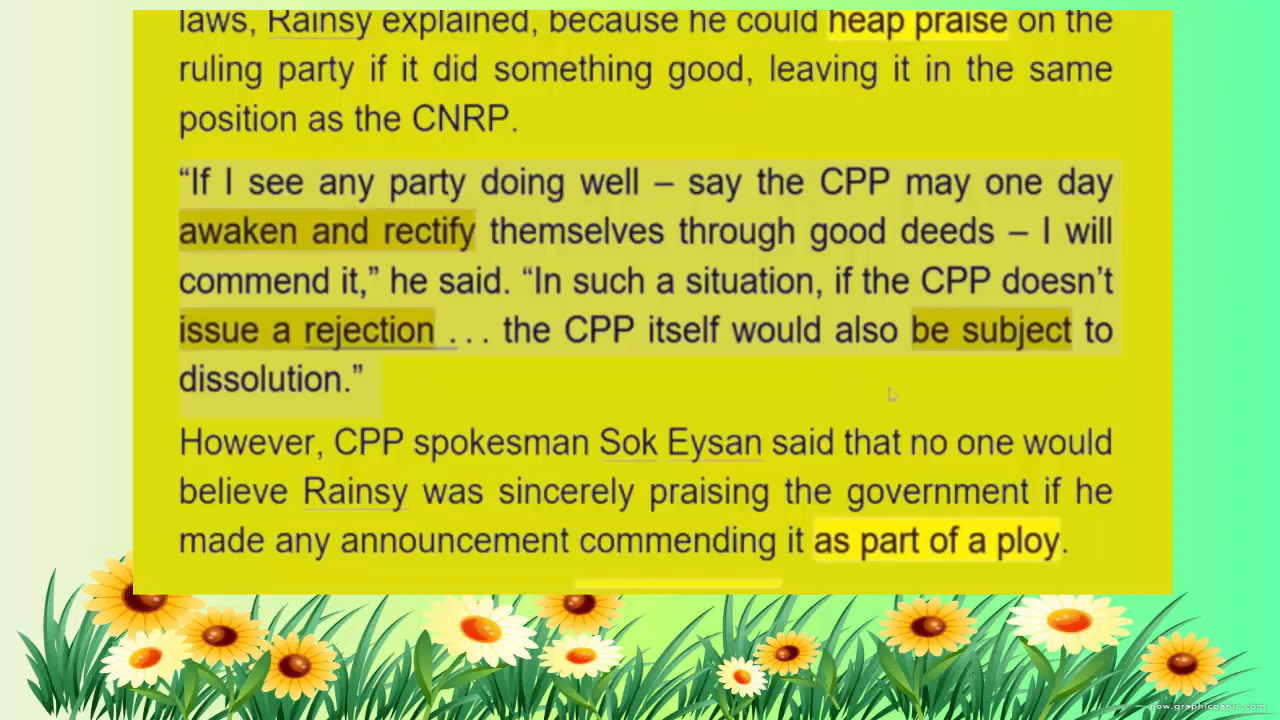 laws, Rainsy explained, because he could heap praise on the
ruling party if it did something good, leaving it in the same
position as the CNRP.
“If I see any party doing well – say the CPP may one day
awaken and rectify themselves through good deeds – I will
commend it,” he said. “In such a situation, if the CPP doesn’t
issue a rejection . . . the CPP itself would also be subject to
dissolution.”
However, CPP spokesman Sok Eysan said that no one would
believe Rainsy was sincerely praising the government if he
made any announcement commending it as part of a ploy.
now.graphicpanic.com